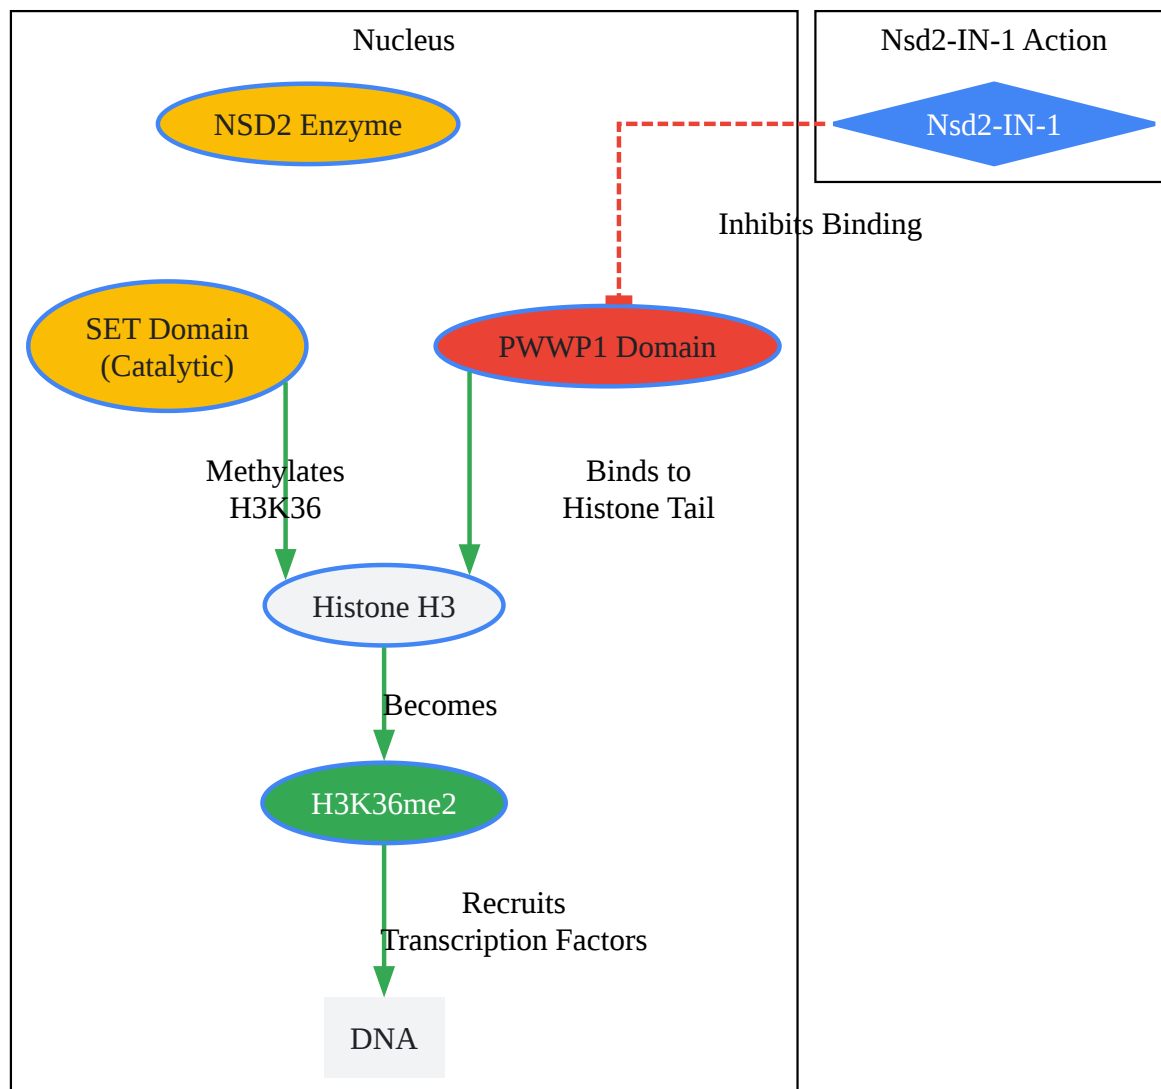 Nucleus
Nsd2-IN-1 Action
NSD2 Enzyme
Nsd2-IN-1
Inhibits Binding
SET Domain
(Catalytic)
PWWP1 Domain
Methylates
H3K36
Binds to
Histone Tail
Histone H3
Becomes
H3K36me2
Recruits
Transcription Factors
DNA